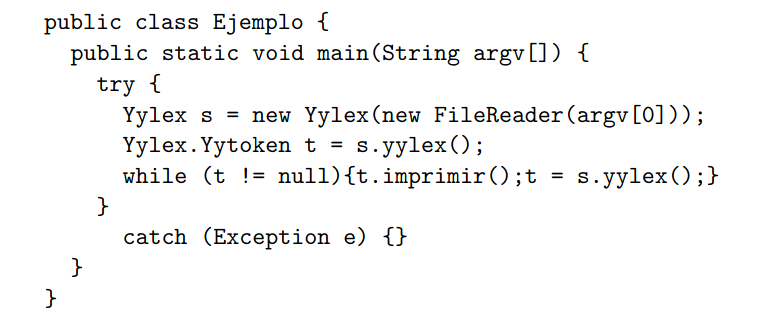 public class Ejemplo {
public static void main(String argv[]) {
try {
Yylex s = new Yylex(new FileReader(argv[0]));
Yylex.Yytoken t = s.yylex();
while (t != null){t.imprimir();t = s.yylex();}
}
catch (Exception e) {}
}
}